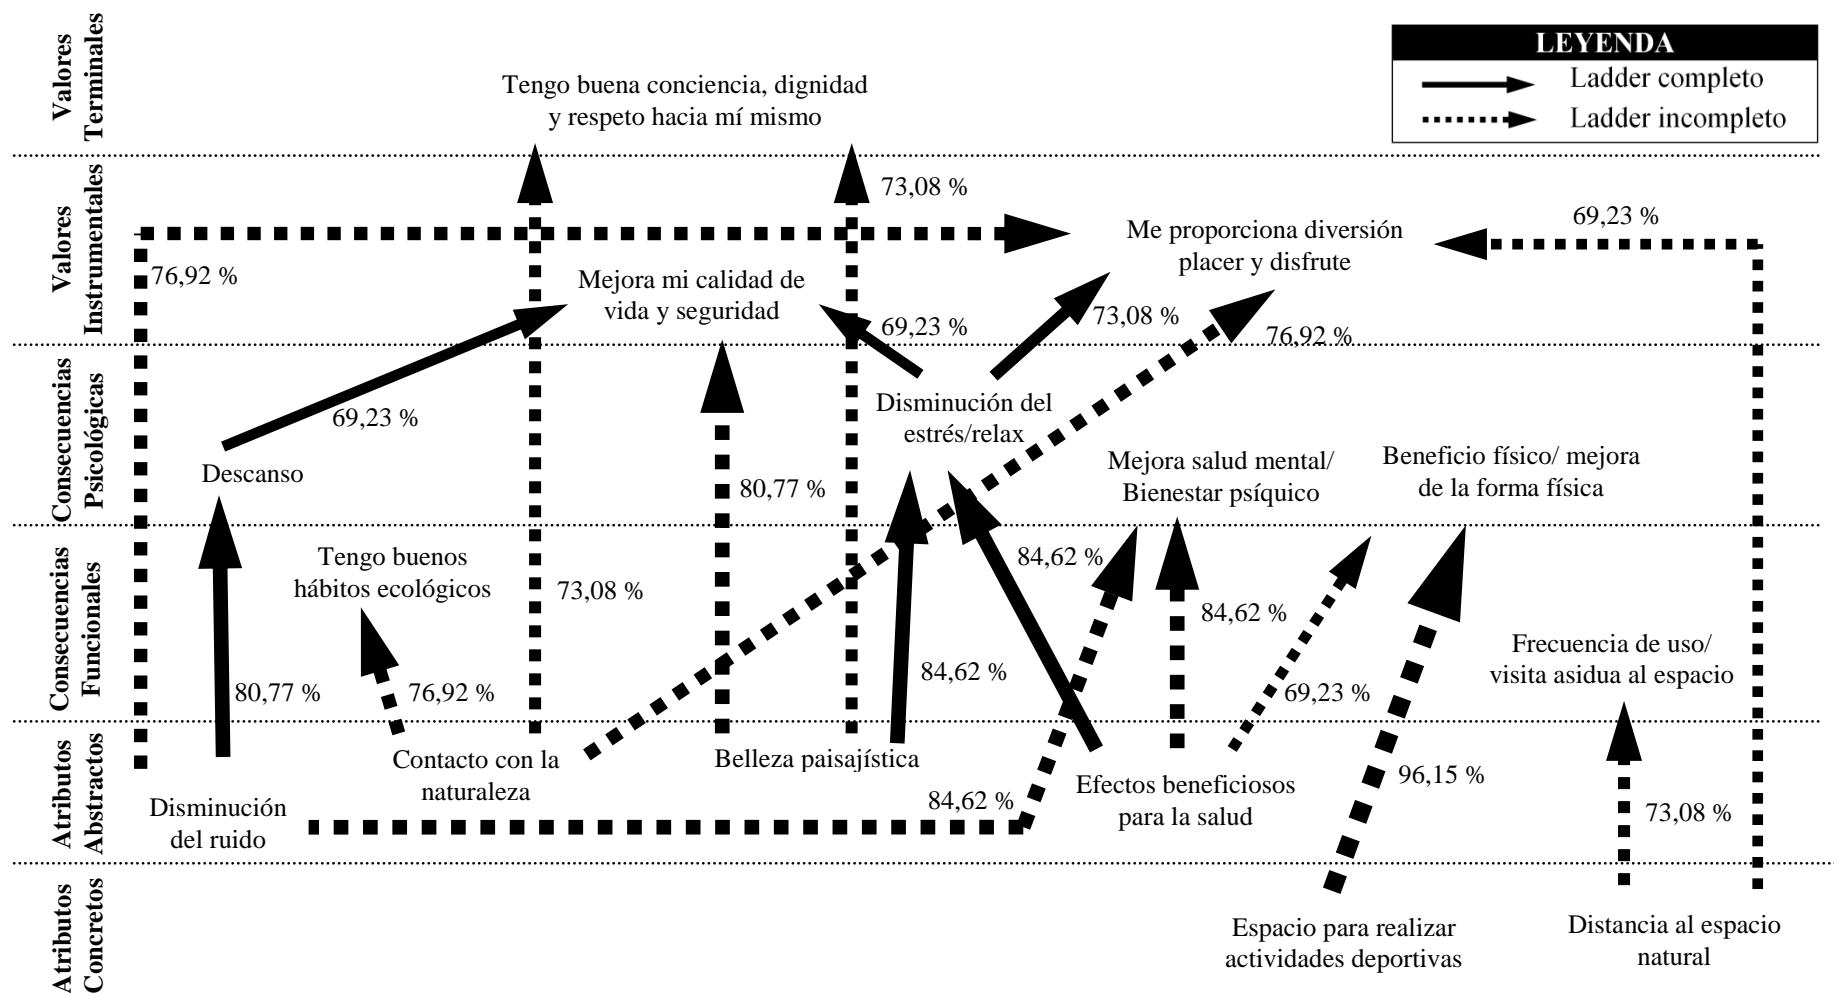 Valores
Terminales
LEYENDA
Ladder completo
Ladder incompleto
Tengo buena conciencia, dignidad
y respeto hacia mí mismo
Valores
Instrumentales
73,08 %
69,23 %
Me proporciona diversión
placer y disfrute
76,92 %
Mejora mi calidad de
vida y seguridad
69,23 %
73,08 %
76,92 %
Consecuencias
Psicológicas
69,23 %
Disminución del
estrés/relax
Descanso
80,77 %
Mejora salud mental/
Bienestar psíquico
Beneficio físico/ mejora
de la forma física
Consecuencias
Funcionales
Tengo buenos
hábitos ecológicos
73,08 %
84,62 %
84,62 %
Frecuencia de uso/
visita asidua al espacio
80,77 %
76,92 %
84,62 %
69,23 %
Atributos
Abstractos
Contacto con la
naturaleza
Belleza paisajística
Efectos beneficiosos
para la salud
96,15 %
Disminución
del ruido
84,62 %
73,08 %
Atributos
Concretos
Espacio para realizar
actividades deportivas
Distancia al espacio
natural